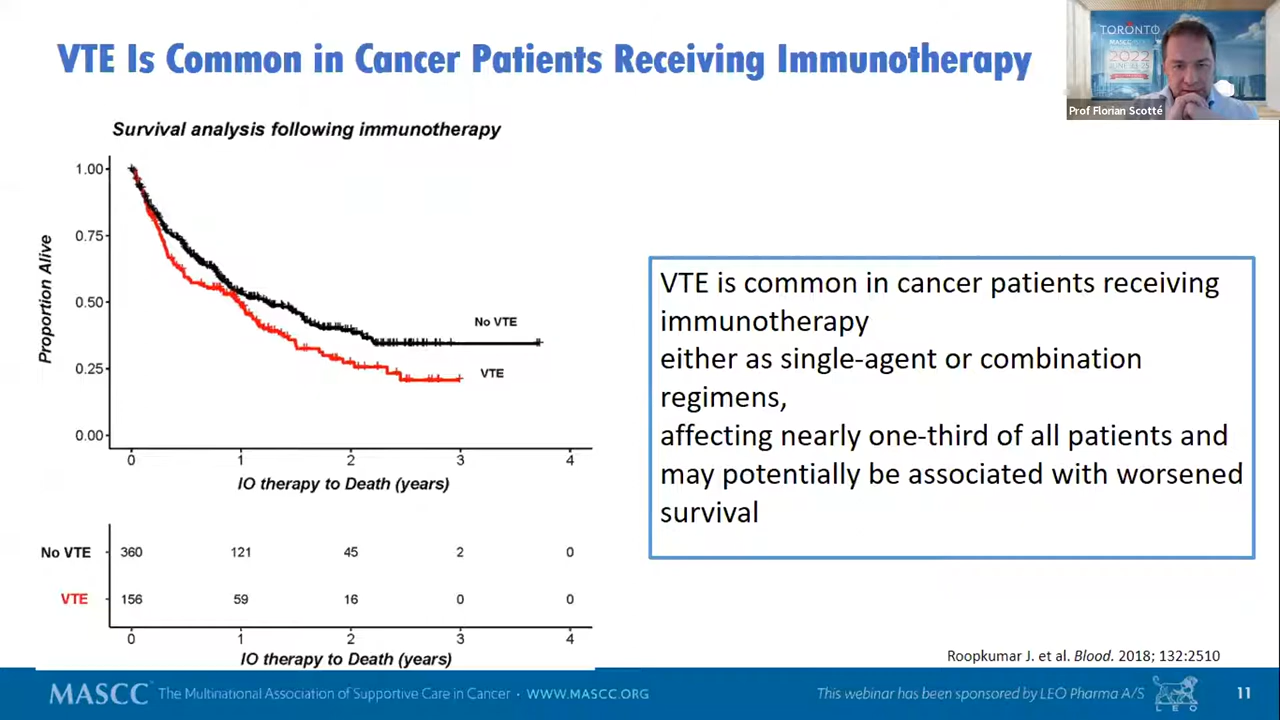 VTE Is Common in Cancer Patients Receiving Immunotherapy
TORONTO
MASCC
2022
Prof Florian Scotté
Survival analysis following immunotherapy
Proportion Alive
1.00
0.75
0.50
0.25
0.00
No VTE
VTE
0 1 2 3 4
IO therapy to Death (years)
No VTE 360 121 45 2 0
VTE 156 59 16 0 0
0 1 2 3 4
IO therapy to Death (years)
VTE is common in cancer patients receiving
immunotherapy
either as single-agent or combination
regimens,
affecting nearly one-third of all patients and
may potentially be associated with worsened
survival
Roopkumar J. et al. Blood. 2018; 132:2510
MASCC The Multinational Association of Supportive Care in Cancer · WWW.MASCC.ORG
This webinar has been sponsored by LEO Pharma A/S
LEO
11